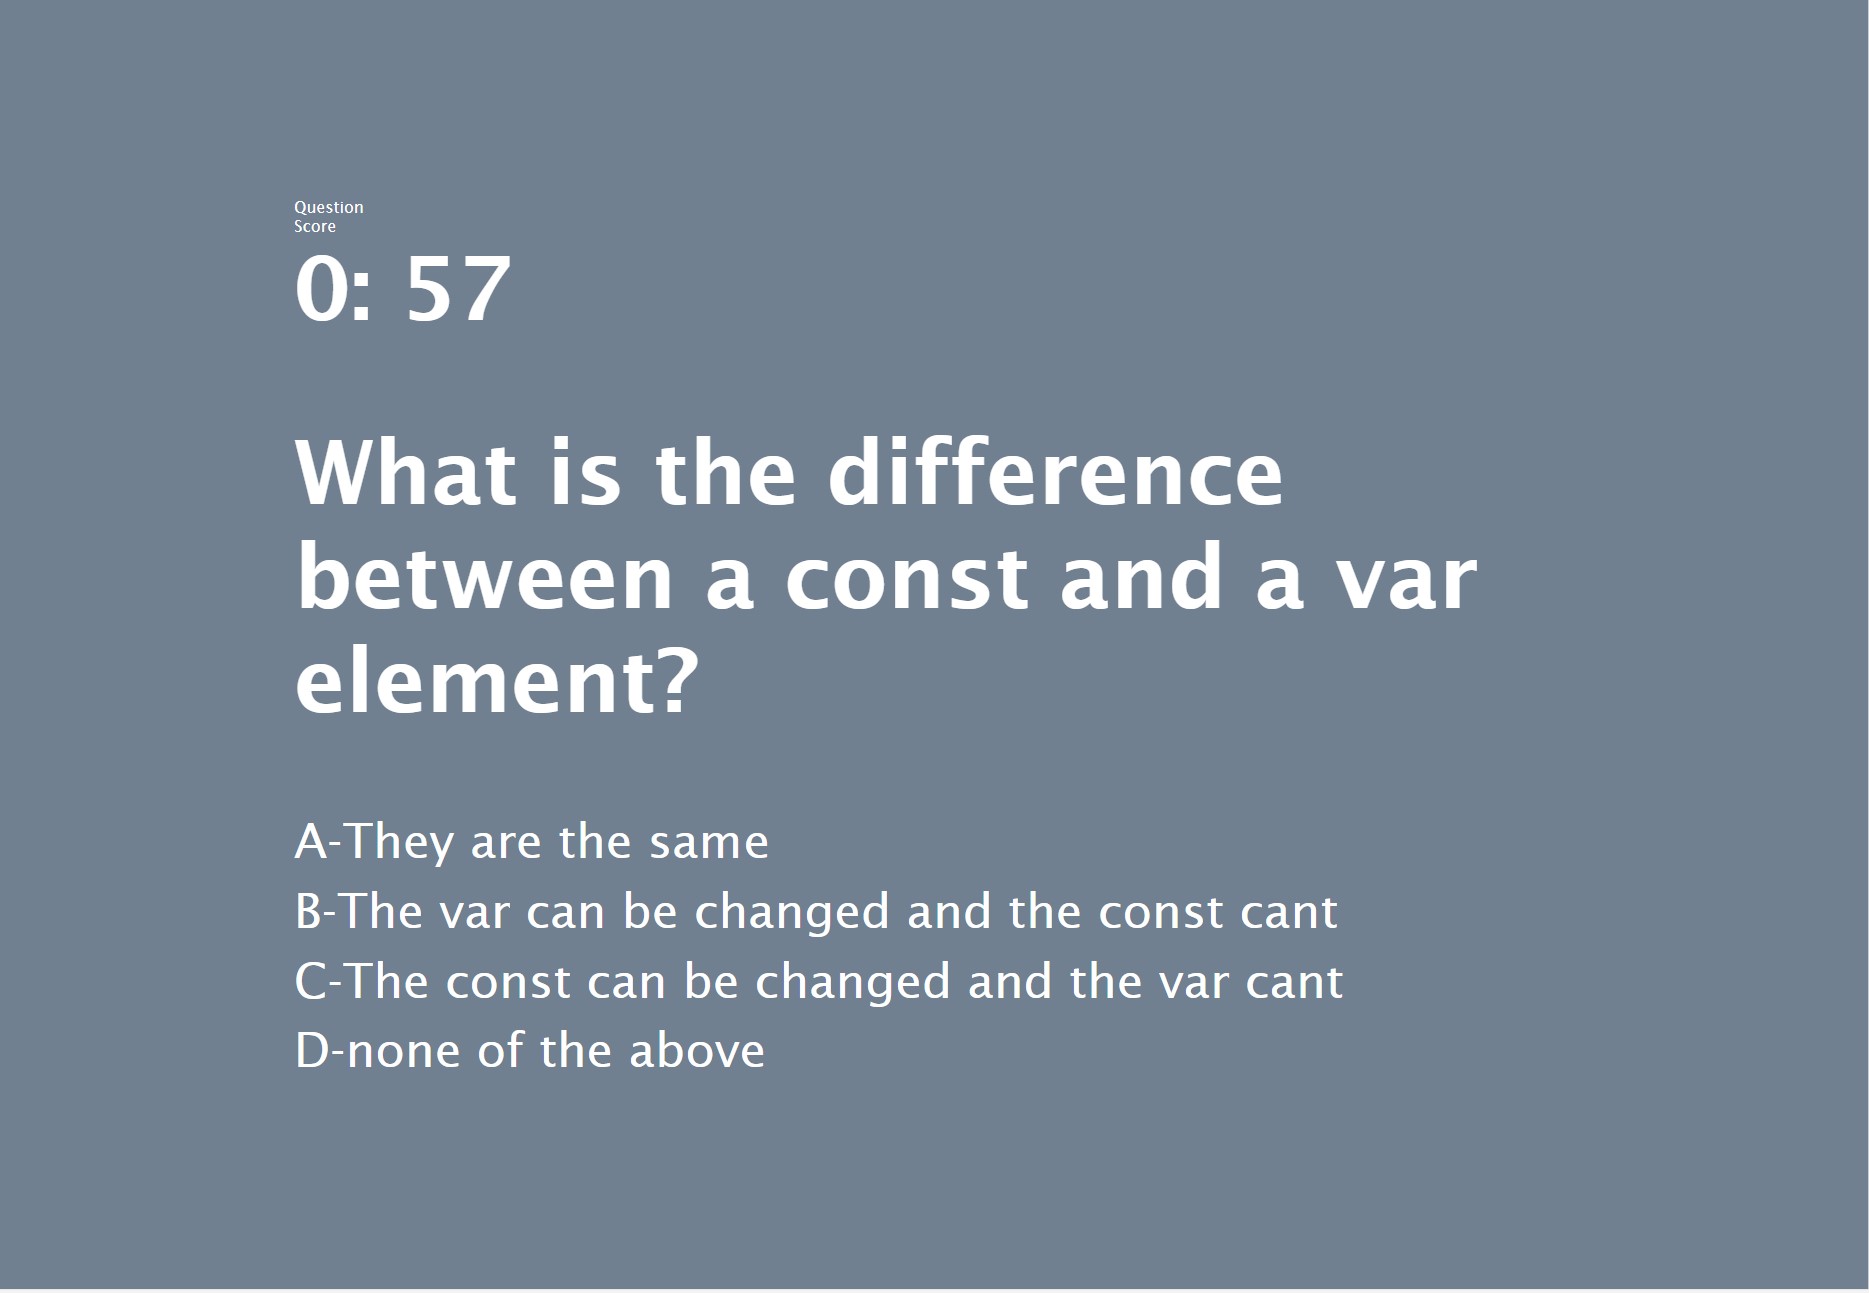 Question
Score
0: 57
What is the difference
between a const and a var
element?
A-They are the same
B-The var can be changed and the const cant
C-The const can be changed and the var cant
D-none of the above